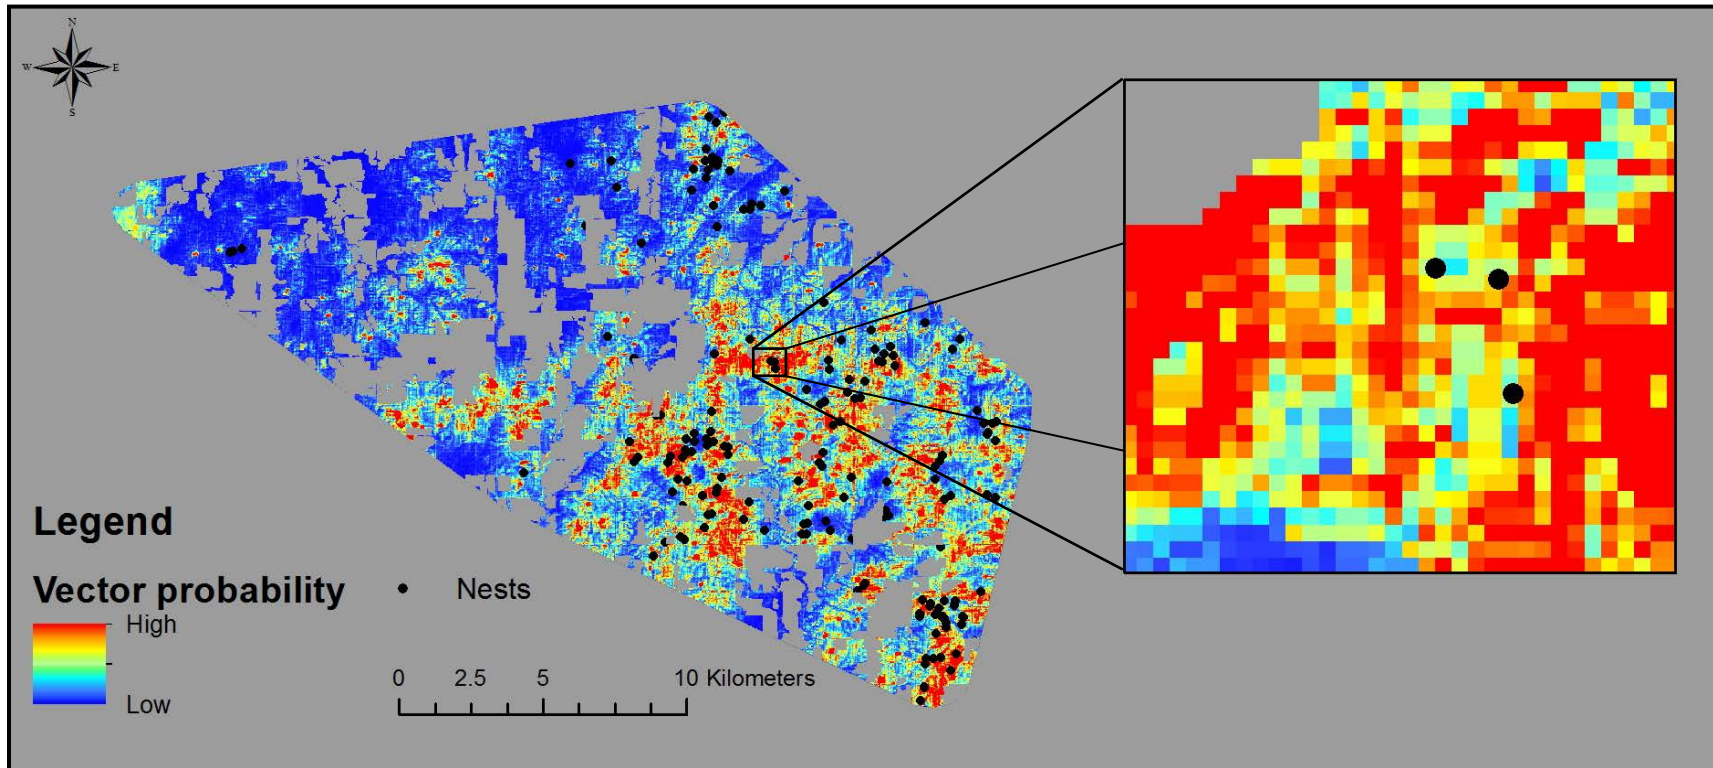 N
W E
S
Legend
Vector probability
High
Low
Nests
0 2.5 5 10 Kilometers